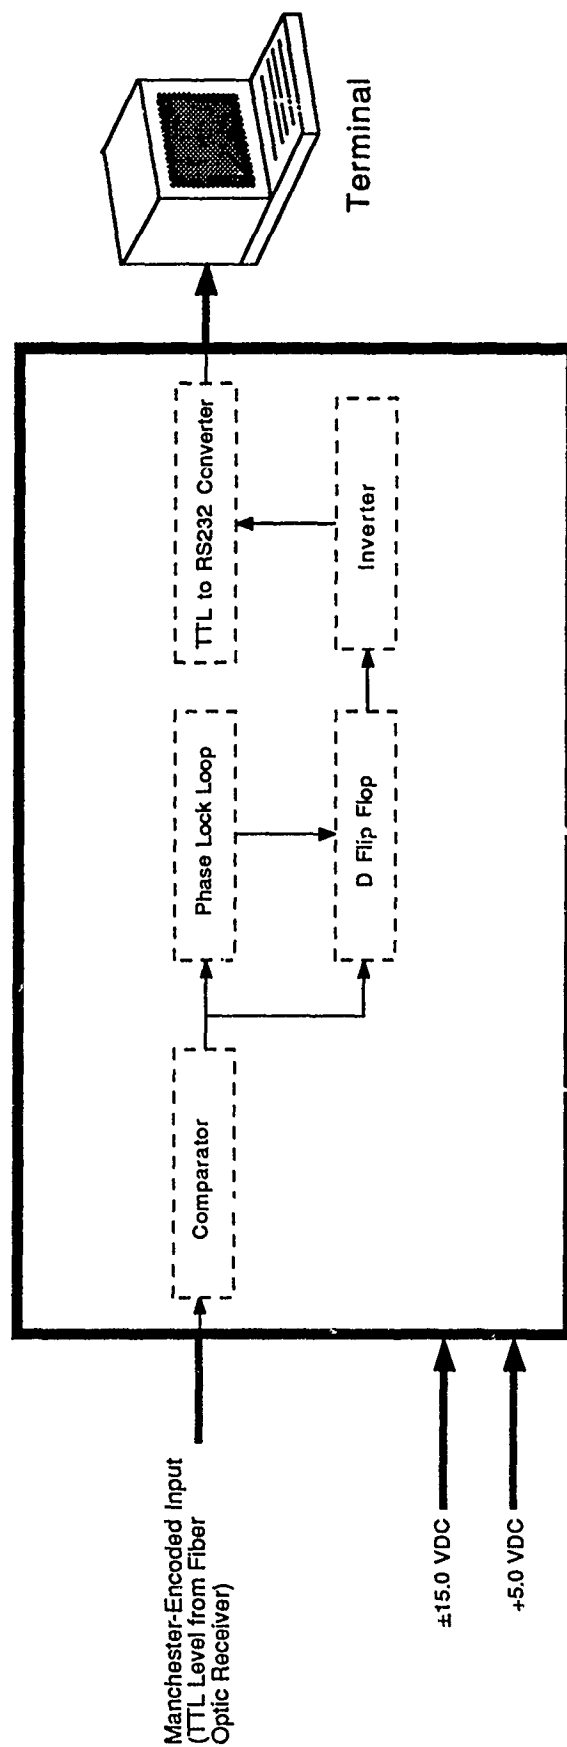 Manchester-Encoded Input
(TTL Level from Fiber
Optic Receiver)
±15.0 VDC
+5.0 VDC
Comparator
Phase Lock Loop
D Flip Flop
TTL to RS232 Converter
Inverter
Terminal